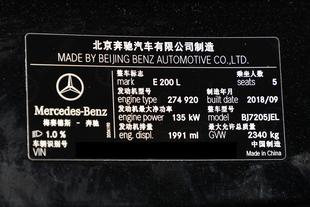 北京奔驰汽车有限公司制造
MADE BY BEIJING BENZ AUTOMOTIVE CO.,LTD.
整车商标 乘坐人数
mark E 200 L seats 5
发动机型号 制造年月
engine type 274 920 built date 2018/09
发动机功率 整车型号
engine power 135 kW model BJ7205JEL
发动机排量 最大允许总质量
eng. displ. 1991 ml GVW 2340 kg
Mercedes-Benz
梅赛德斯－奔驰
1.0 %
车辆识别号 中国制造
VIN Made in China